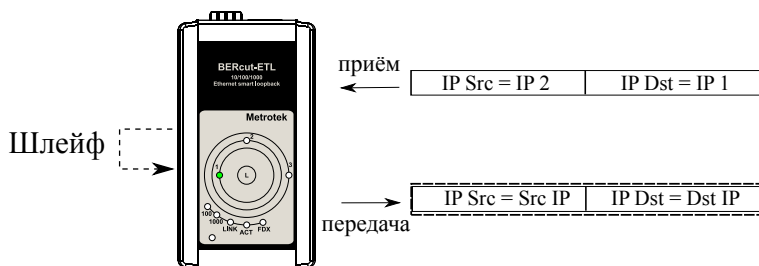 BERcut-ETL
10/100/1000
Ethernet smart loopback
приём
IP Src = IP 2
IP Dst = IP 1
Metrotek
Шлейф
2
1
3
L
100
1000
LINK
ACT
FDX
передача
IP Src = Src IP
IP Dst = Dst IP